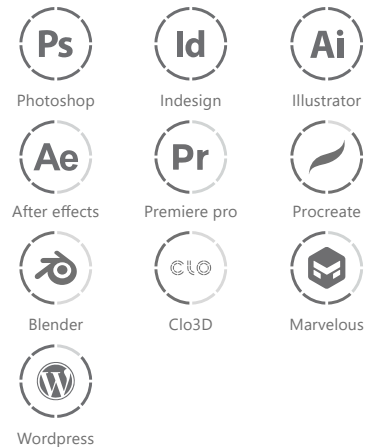 Ps Id Ai
Photoshop Indesign Illustrator
Ae Pr
After effects Premiere pro Procreate
CLO
Blender Clo3D Marvelous
W
Wordpress